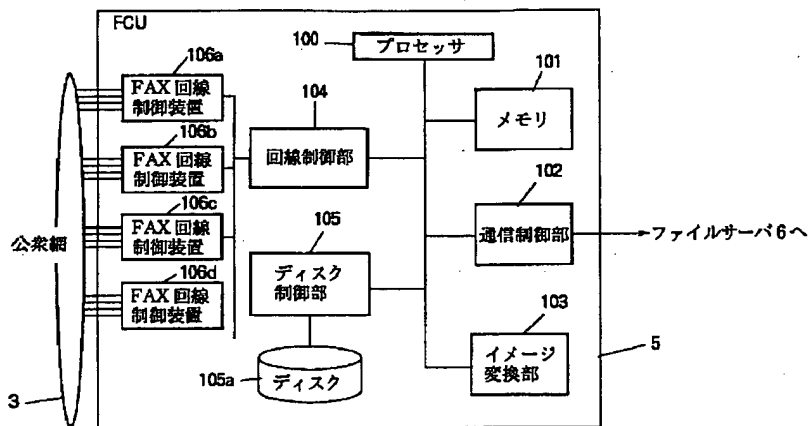 FCU
100
プロセッサ
106a
FAX 回線
制御装置
104
回線制御部
101
メモリ
106b
FAX 回線
制御装置
102
通信制御部
ファイルサーバ6へ
公衆網
106c
FAX 回線
制御装置
105
ディスク
制御部
106d
FAX 回線
制御装置
103
イメージ
変換部
5
105a
ディスク
3